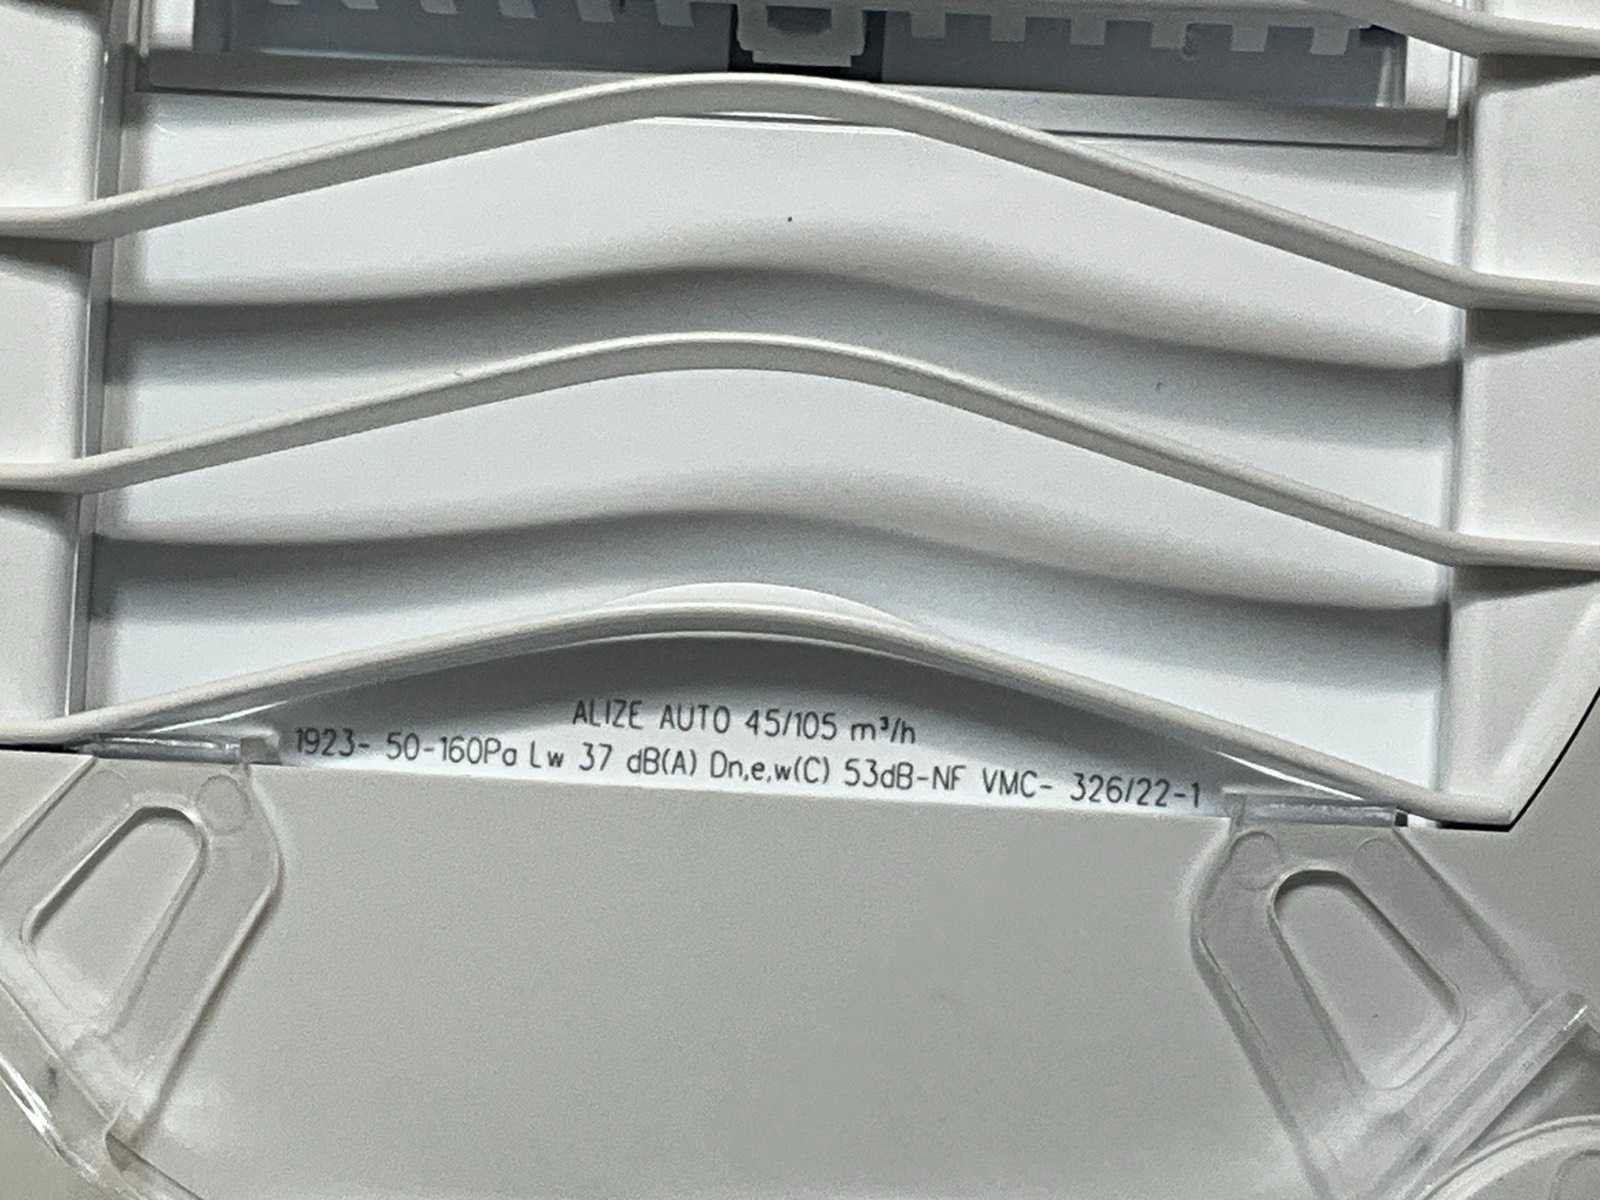 ALIZE AUTO 45/105 m³/h
1923- 50-160Pa Lw 37 dB(A) Dn,e,w(C) 53dB-NF VMC- 326/22-1